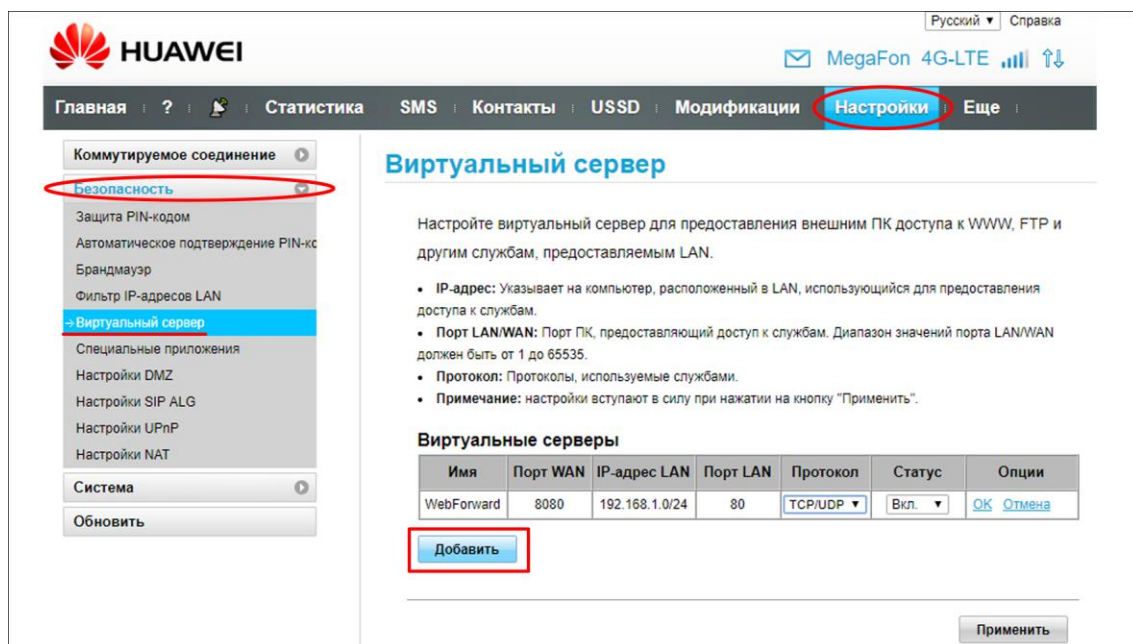 Русский ▼ Справка
HUAWEI
MegaFon 4G-LTE
Главная ? Статистика SMS Контакты USSD Модификации Настройки Еще
Коммутируемое соединение
Безопасность
Защита PIN-кодом
Автоматическое подтверждение PIN-кс
Брандмауэр
Фильтр IP-адресов LAN
Виртуальный сервер
Специальные приложения
Настройки DMZ
Настройки SIP ALG
Настройки UPnP
Настройки NAT
Система
Обновить
Виртуальный сервер
Настройте виртуальный сервер для предоставления внешним ПК доступа к WWW, FTP и
другим службам, предоставляемым LAN.
• IP-адрес: Указывает на компьютер, расположенный в LAN, использующийся для предоставления
доступа к службам.
• Порт LAN/WAN: Порт ПК, предоставляющий доступ к службам. Диапазон значений порта LAN/WAN
должен быть от 1 до 65535.
• Протокол: Протоколы, используемые службами.
• Примечание: настройки вступают в силу при нажатии на кнопку "Применить".
Виртуальные серверы
Имя Порт WAN IP-адрес LAN Порт LAN Протокол Статус Опции
WebForward 8080 192.168.1.0/24 80 TCP/UDP ▼ Вкл. ▼ OK Отмена
Добавить
Применить